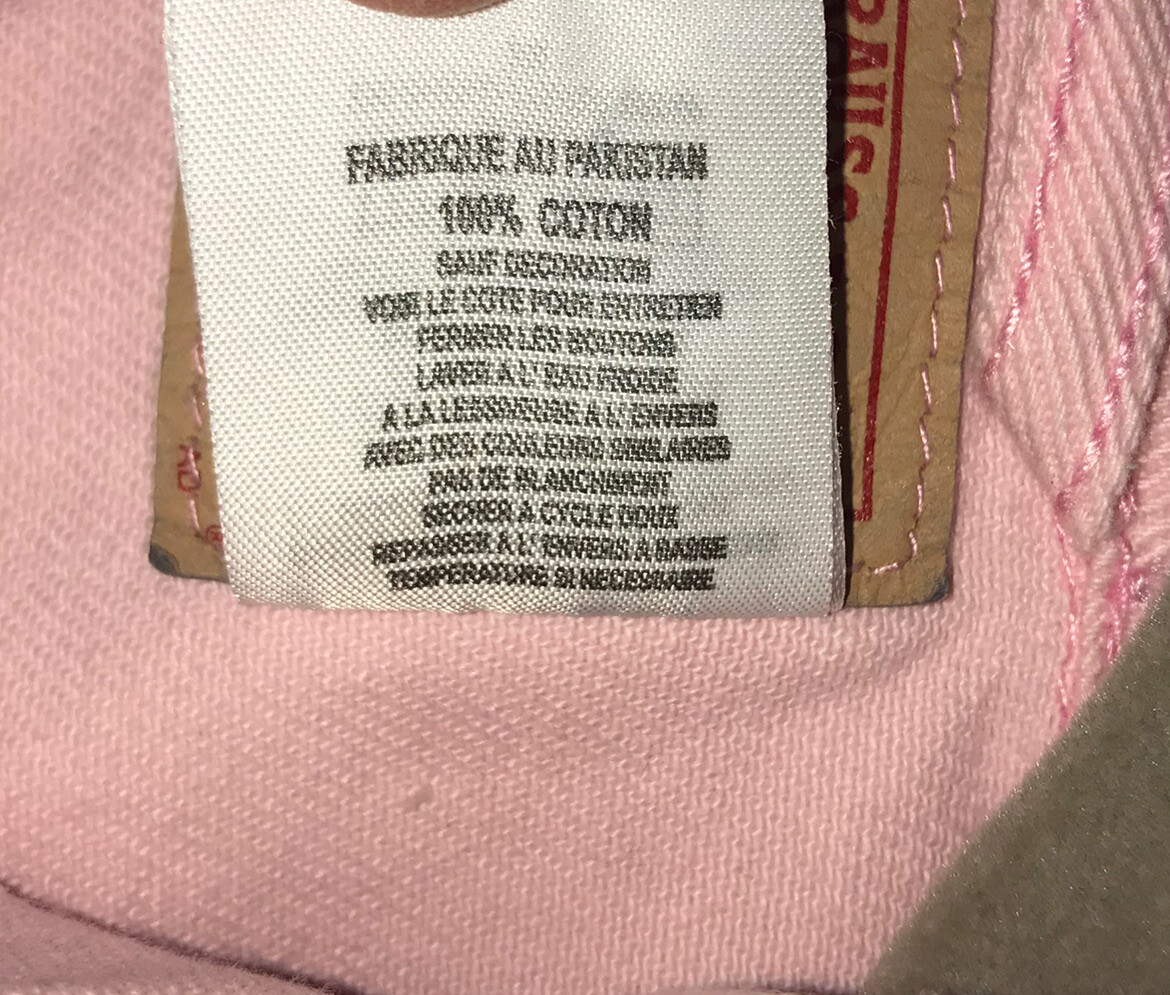 FABRIQUE AU PAKISTAN
100% COTON
SAUF DECORATION
VOIR LE COTE POUR ENTRETIEN
FERMER LES BOUTONS
LAVER A L' EAU FROIDE
A LA LESSIVEUSE A L' ENVERS
AVEC DES COULEURS SIMILAIRES
PAS DE BLANCHIMENT
SECHER A CYCLE DOUX
REPASSER A L' ENVERS A BASSE
TEMPERATURE SI NECESSAIRE